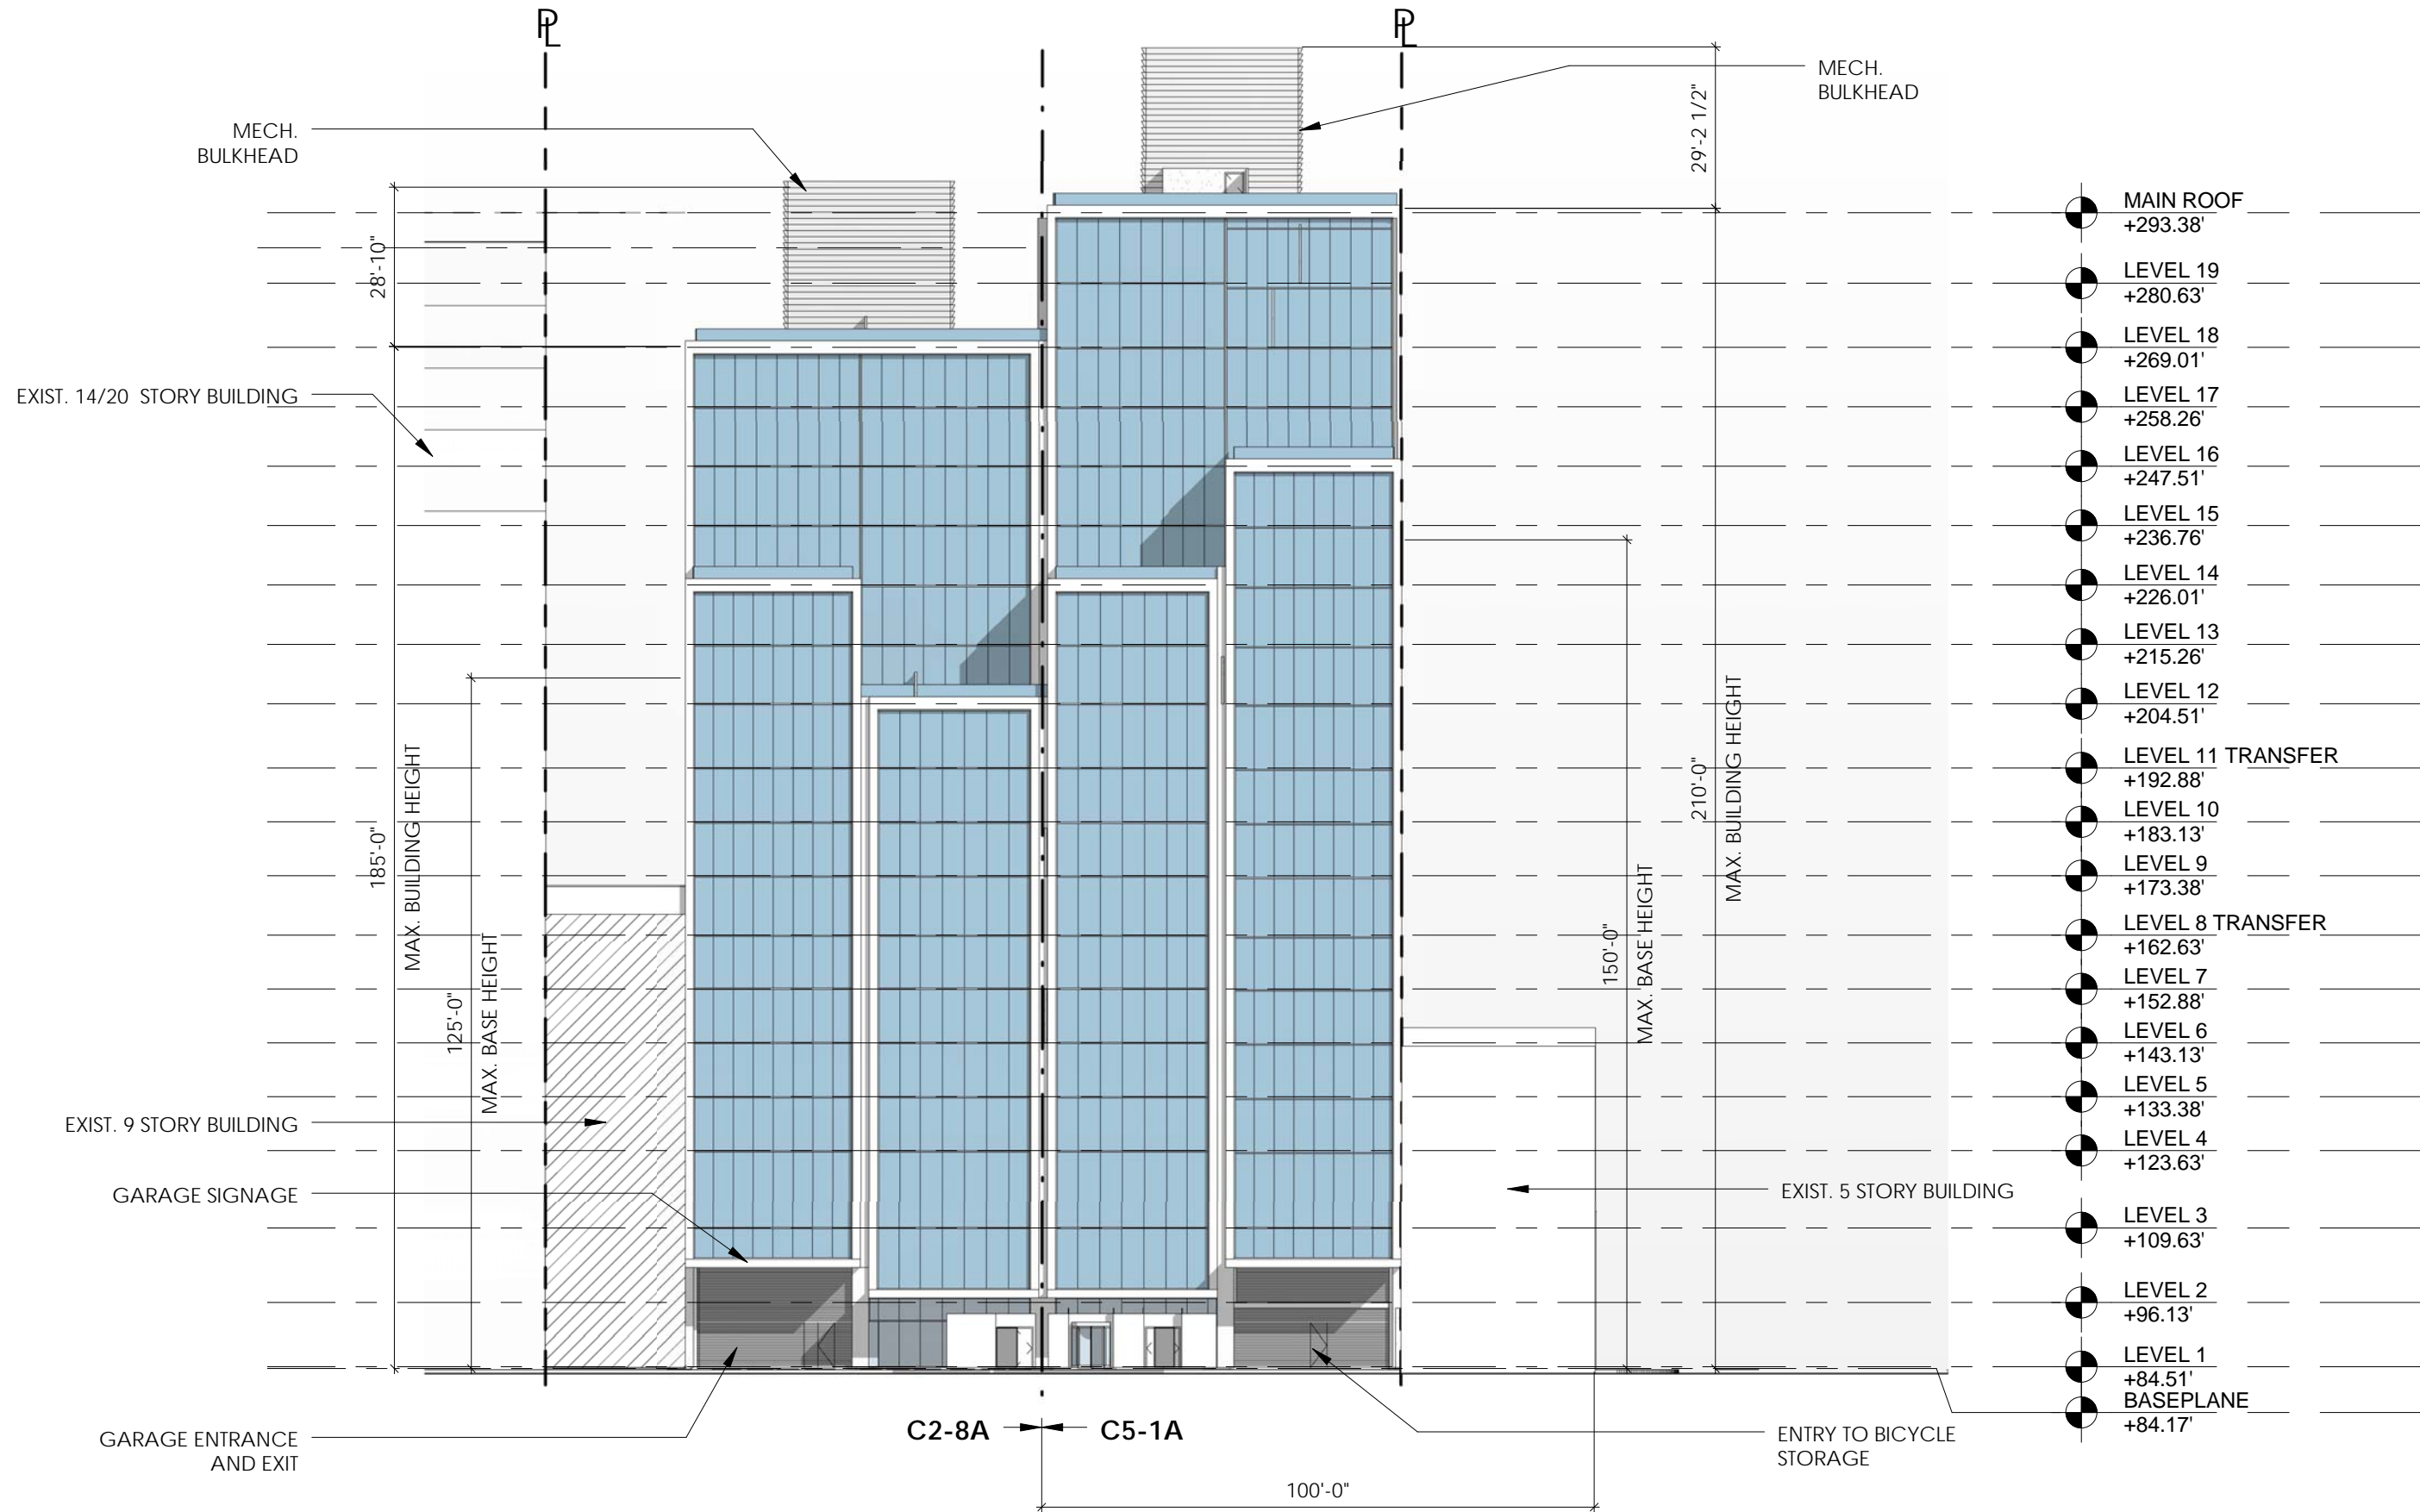 PL
PL
MECH.
BULKHEAD
MECH.
BULKHEAD
29'-2 1/2"
28'-10"
EXIST. 14/20 STORY BUILDING
185'-0"
MAX. BUILDING HEIGHT
125'-0"
MAX. BASE HEIGHT
EXIST. 9 STORY BUILDING
GARAGE SIGNAGE
GARAGE ENTRANCE
AND EXIT
C2-8A
C5-1A
100'-0"
150'-0"
MAX. BASE HEIGHT
210'-0"
MAX. BUILDING HEIGHT
EXIST. 5 STORY BUILDING
ENTRY TO BICYCLE
STORAGE
MAIN ROOF
+293.38'
LEVEL 19
+280.63'
LEVEL 18
+269.01'
LEVEL 17
+258.26'
LEVEL 16
+247.51'
LEVEL 15
+236.76'
LEVEL 14
+226.01'
LEVEL 13
+215.26'
LEVEL 12
+204.51'
LEVEL 11 TRANSFER
+192.88'
LEVEL 10
+183.13'
LEVEL 9
+173.38'
LEVEL 8 TRANSFER
+162.63'
LEVEL 7
+152.88'
LEVEL 6
+143.13'
LEVEL 5
+133.38'
LEVEL 4
+123.63'
LEVEL 3
+109.63'
LEVEL 2
+96.13'
LEVEL 1
+84.51'
BASEPLANE
+84.17'